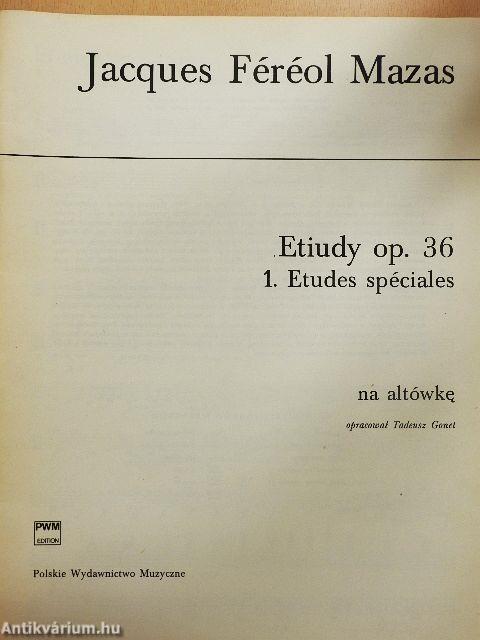 Jacques Féréol Mazas
Etiudy op. 36
1. Etudes spéciales
na altówkę
opracował Tadeusz Gonet
PWM
EDITION
Polskie Wydawnictwo Muzyczne
Antikvárium.hu